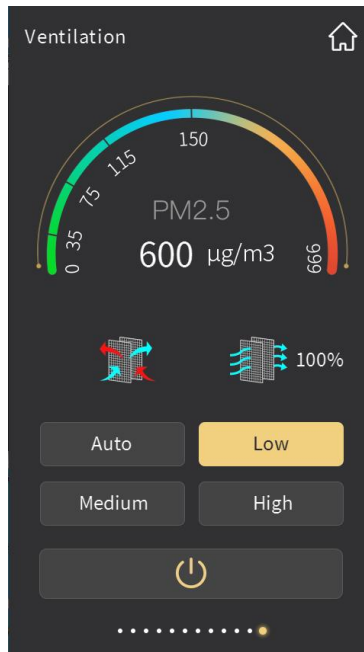 Ventilation
0
35
75
115
150
999
PM2.5
600 μg/m3
100%
Auto
Low
Medium
High